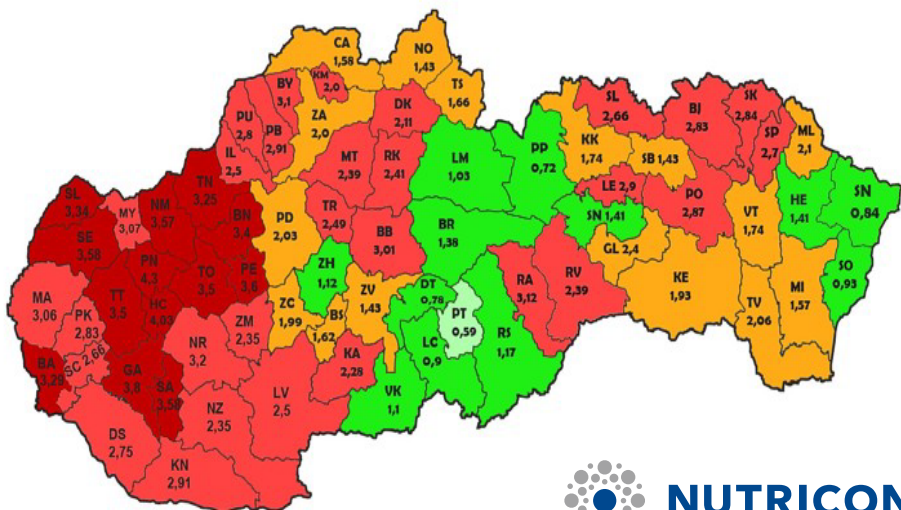 CA
1,58
NO
1,43
TS
1,66
KM
2,0
BY
3,1
PU
2,8
PB
2,91
IL
2,5
ZA
2,0
DK
2,11
MT
2,39
RK
2,41
LM
1,03
PP
0,72
KK
1,74
SL
2,66
SB 1,43
BJ
2,83
SK
2,84
SP
2,7
ML
2,1
LE 2,9
PO
2,87
SN 1,41
GL 2,4
VT
1,74
HE
1,41
SN
0,84
SO
0,93
KE
1,93
TV
2,06
MI
1,57
SL
3,34
MY
3,07
NM
3,57
TN
3,25
BN
3,4
SE
3,58
PN
4,3
TO
3,5
PE
3,6
PD
2,03
TR
2,49
BB
3,01
BR
1,38
ZH
1,12
ZV
1,43
ZC
1,99
BS
1,62
DT
0,78
PT
0,59
LC
0,9
RS
1,17
RA
3,12
RV
2,39
MA
3,06
PK
2,83
TT
3,5
HC
4,03
SC 2,66
BA
3,29
GA
3,8
SA
3,58
NR
3,2
ZM
2,35
NZ
2,35
LV
2,5
KA
2,28
VK
1,1
DS
2,75
KN
2,91
NUTRICON